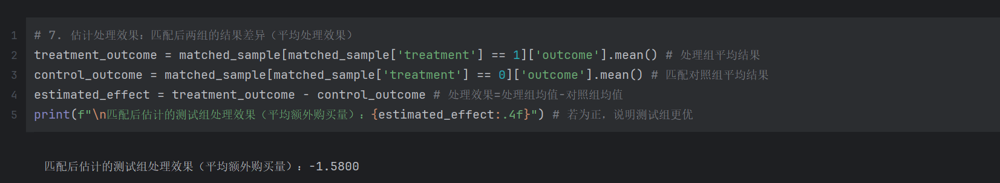 1 # 7. 估计处理效果：匹配后两组的结果差异（平均处理效果）
2 treatment_outcome = matched_sample[matched_sample['treatment'] == 1]['outcome'].mean() # 处理组平均结果
3 control_outcome = matched_sample[matched_sample['treatment'] == 0]['outcome'].mean() # 匹配对照组平均结果
4 estimated_effect = treatment_outcome - control_outcome # 处理效果=处理组均值-对照组均值
5 print(f"\n匹配后估计的测试组处理效果（平均额外购买量）：{estimated_effect:.4f}") # 若为正，说明测试组更优
匹配后估计的测试组处理效果（平均额外购买量）：-1.5800